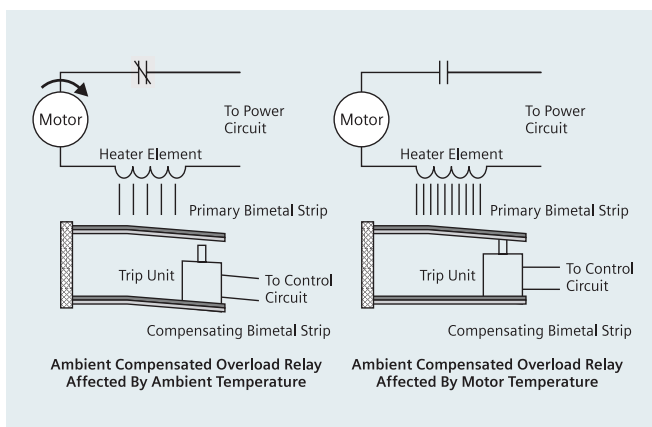 Motor
To Power
Circuit
Heater Element
Primary Bimetal Strip
Trip Unit
To Control
Circuit
Compensating Bimetal Strip
Ambient Compensated Overload Relay
Affected By Ambient Temperature
Motor
To Power
Circuit
Heater Element
Primary Bimetal Strip
Trip Unit
To Control
Circuit
Compensating Bimetal Strip
Ambient Compensated Overload Relay
Affected By Motor Temperature